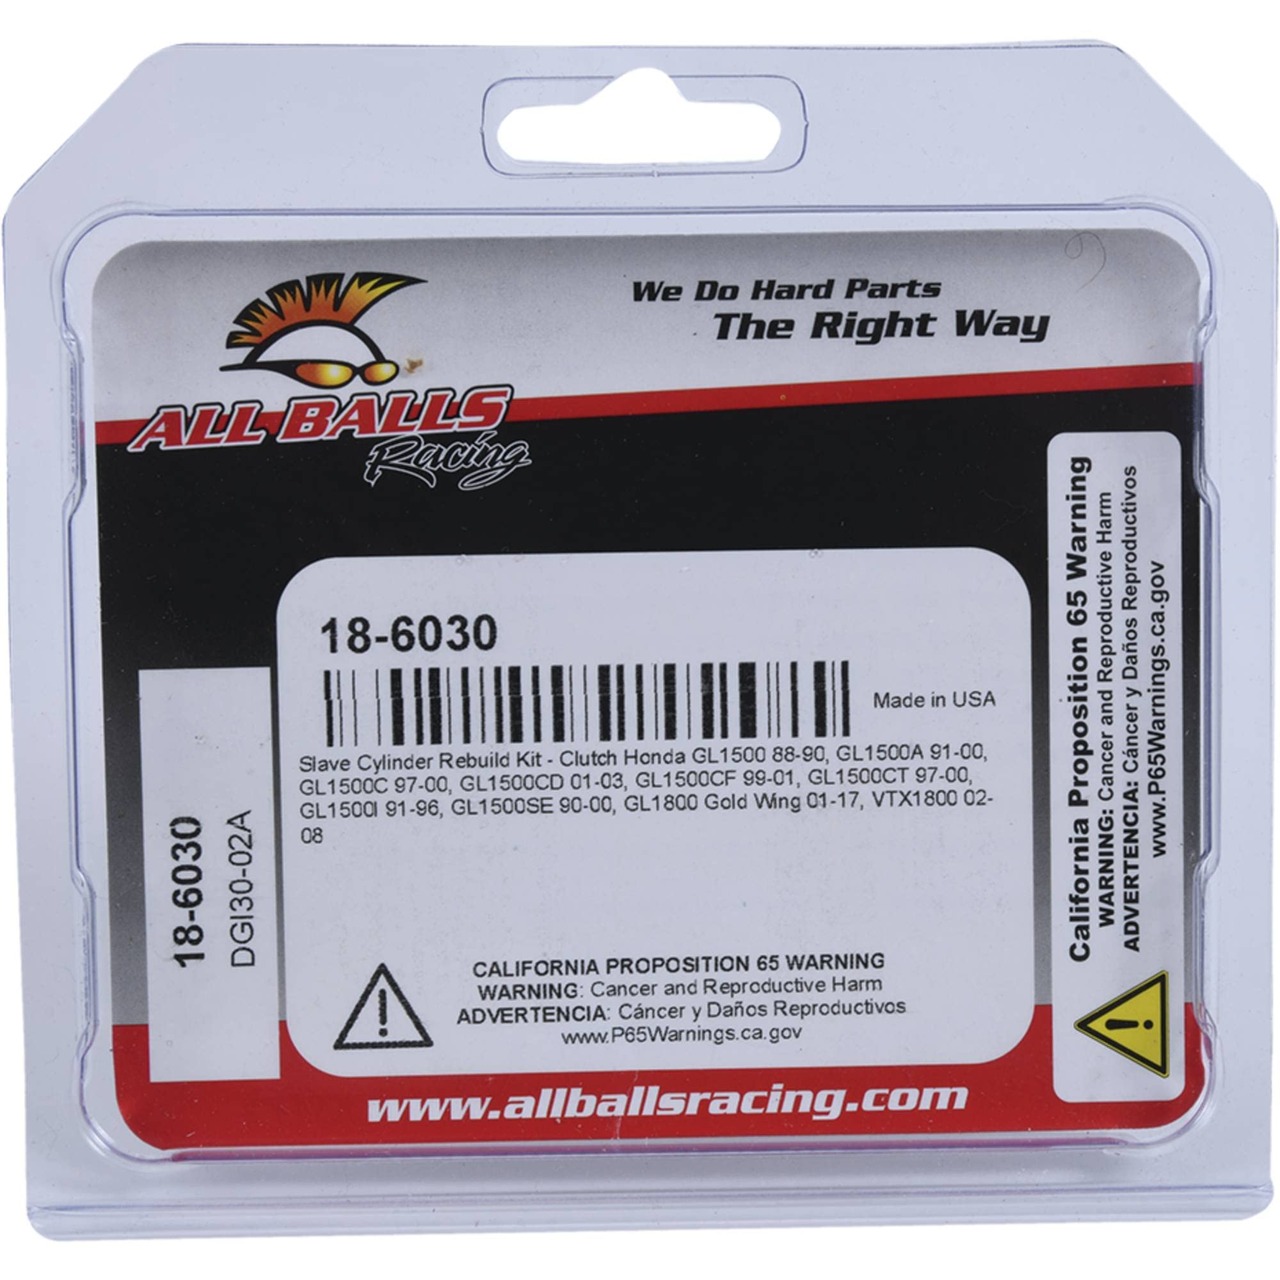 We Do Hard Parts
The Right Way
ALL BALLS
Racing
18-6030
Made in USA
Slave Cylinder Rebuild Kit - Clutch Honda GL1500 88-90, GL1500A 91-00,
GL1500C 97-00, GL1500CD 01-03, GL1500CF 99-01, GL1500CT 97-00,
GL1500I 91-96, GL1500SE 90-00, GL1800 Gold Wing 01-17, VTX1800 02-
08
CALIFORNIA PROPOSITION 65 WARNING
WARNING: Cancer and Reproductive Harm
ADVERTENCIA: Cáncer y Daños Reproductivos
www.P65Warnings.ca.gov
www.allballsracing.com
18-6030
DGI30-02A
California Proposition 65 Warning
WARNING: Cancer and Reproductive Harm
ADVERTENCIA: Cáncer y Daños Reproductivos
www.P65Warnings.ca.gov